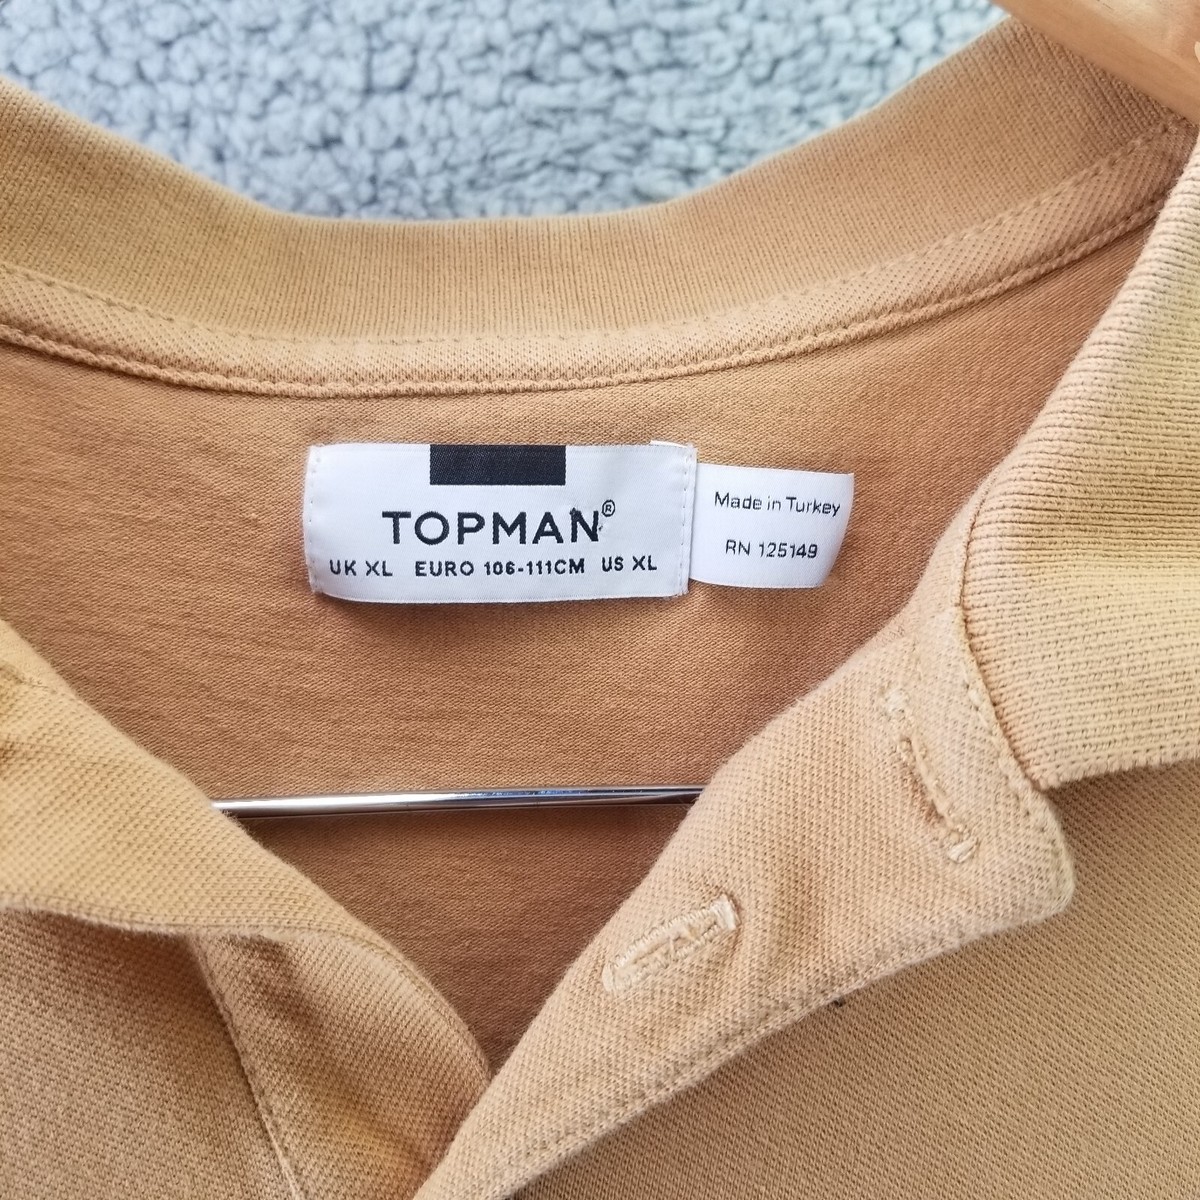 TOPMAN®
UK XL EURO 106-111CM US XL
Made in Turkey
RN 125149